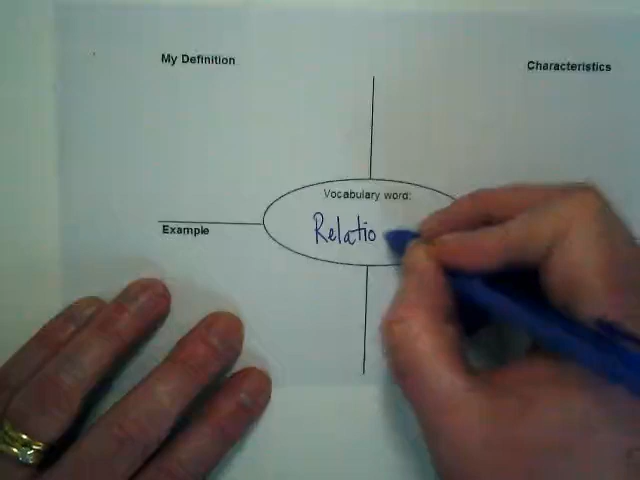 My Definition
Characteristics
Vocabulary word:
Relatio
Example